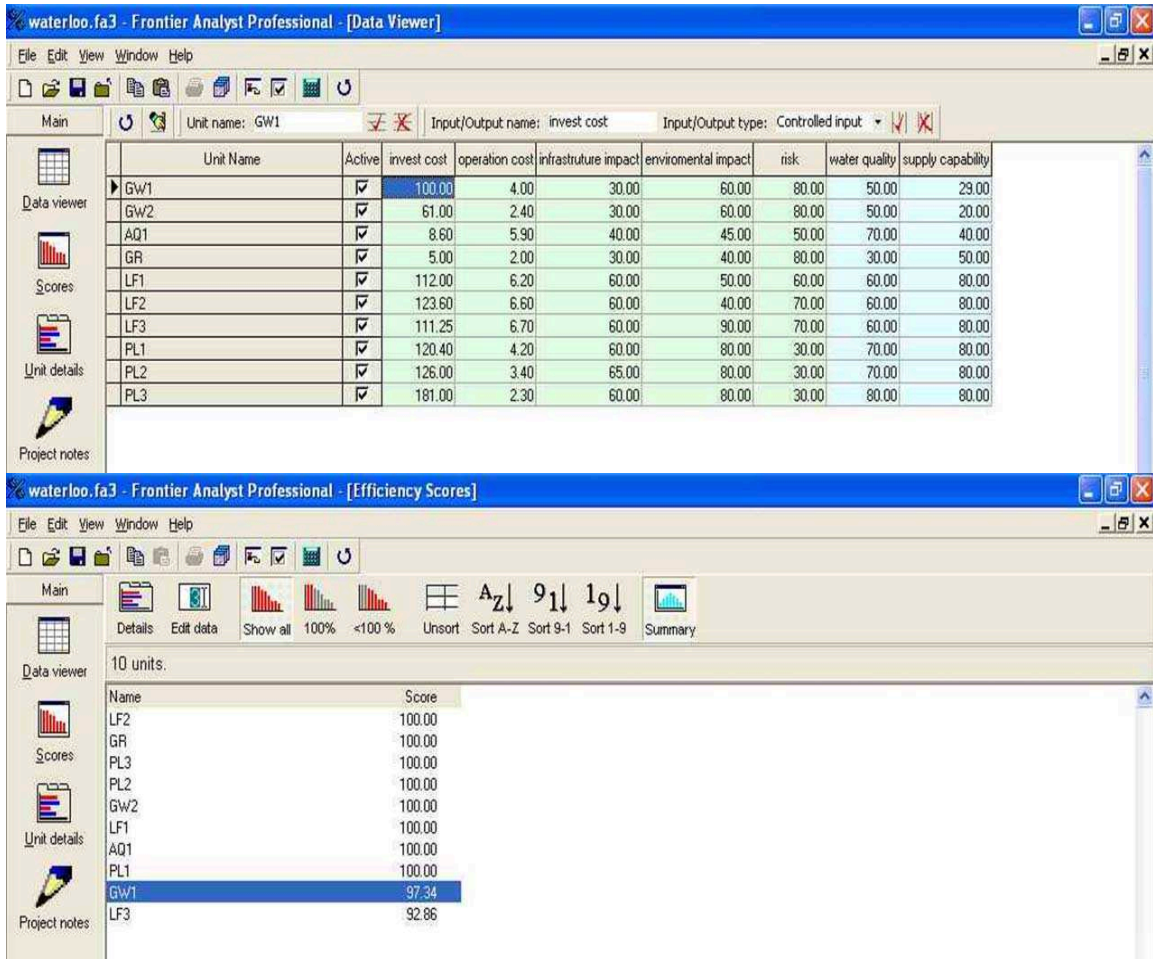 waterloo.fa3 - Frontier Analyst Professional - [Data Viewer]
File Edit View Window Help
Main Unit name: GW1 Input/Output name: invest cost Input/Output type: Controlled input
Unit Name Active invest cost operation cost infrastruture impact enviromental impact risk water quality supply capability
GW1 100.00 4.00 30.00 60.00 80.00 50.00 29.00
GW2 61.00 2.40 30.00 60.00 80.00 50.00 20.00
AQ1 8.60 5.90 40.00 45.00 50.00 70.00 40.00
GR 5.00 2.00 30.00 40.00 80.00 30.00 50.00
LF1 112.00 6.20 60.00 50.00 60.00 60.00 80.00
LF2 123.60 6.60 60.00 40.00 70.00 60.00 80.00
LF3 111.25 6.70 60.00 90.00 70.00 60.00 80.00
PL1 120.40 4.20 60.00 80.00 30.00 70.00 80.00
PL2 126.00 3.40 65.00 80.00 30.00 70.00 80.00
PL3 181.00 2.30 60.00 80.00 30.00 80.00 80.00
Data viewer
Scores
Unit details
Project notes
waterloo.fa3 - Frontier Analyst Professional - [Efficiency Scores]
File Edit View Window Help
Main
Details Edit data Show all 100% <100 % Unsort Sort A-Z Sort 9-1 Sort 1-9 Summary
10 units.
Name Score
LF2 100.00
GR 100.00
PL3 100.00
PL2 100.00
GW2 100.00
LF1 100.00
AQ1 100.00
PL1 100.00
GW1 97.34
LF3 92.86
Data viewer
Scores
Unit details
Project notes